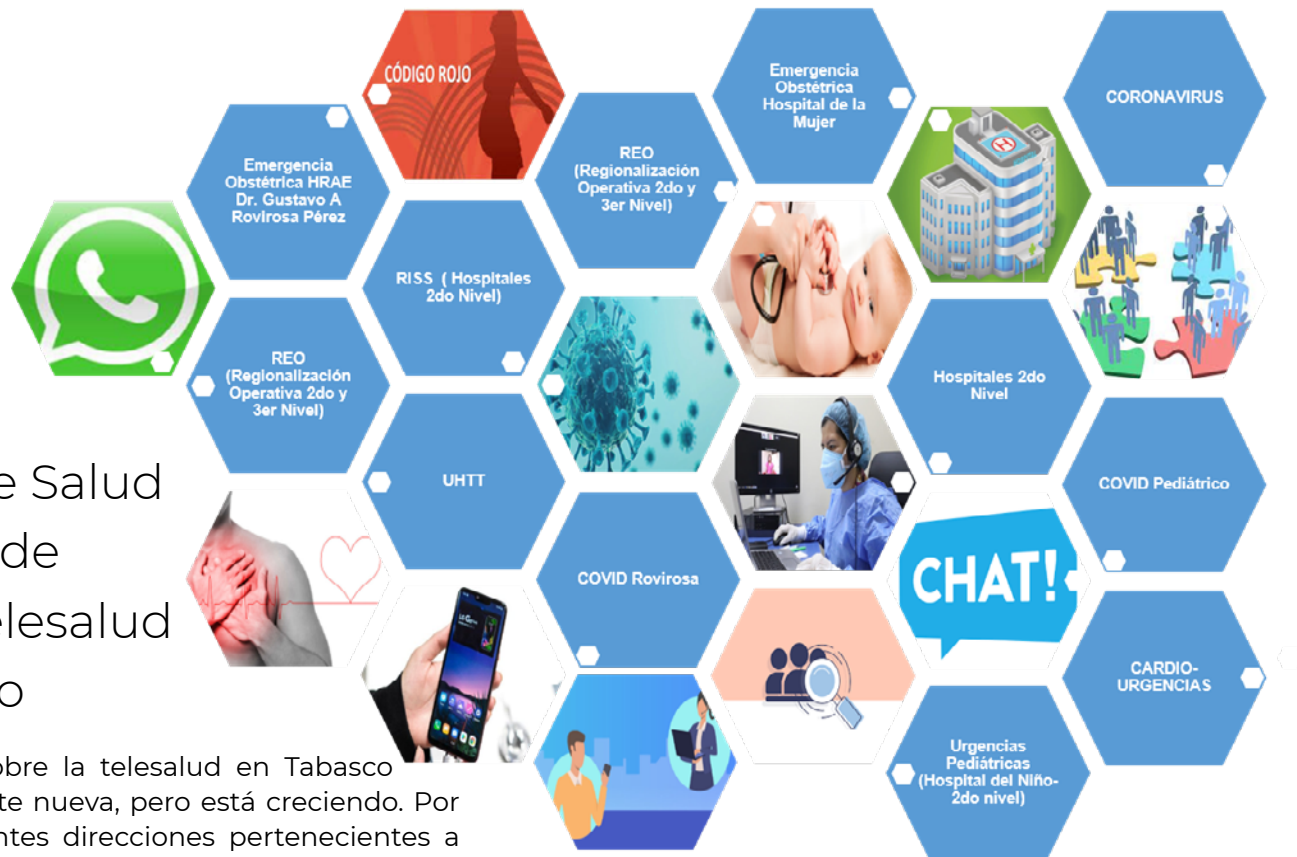 CÓDIGO ROJO
Emergencia
Obstétrica
Hospital de la
Mujer
CORONAVIRUS
Emergencia
Obstétrica HRAE
Dr. Gustavo A
Rovirosa Pérez
REO
(Regionalización
Operativa 2do y
3er Nivel)
RISS ( Hospitales
2do Nivel)
REO
(Regionalización
Operativa 2do y
3er Nivel)
Hospitales 2do
Nivel
UHTT
COVID Pediátrico
COVID Rovirosa
CHAT!
CARDIO-
URGENCIAS
Urgencias
Pediátricas
(Hospital del Niño-
2do nivel)
e Salud
de
elesalud
o
obre la telesalud en Tabasco
te nueva, pero está creciendo. Por
ntes direcciones pertenecientes a